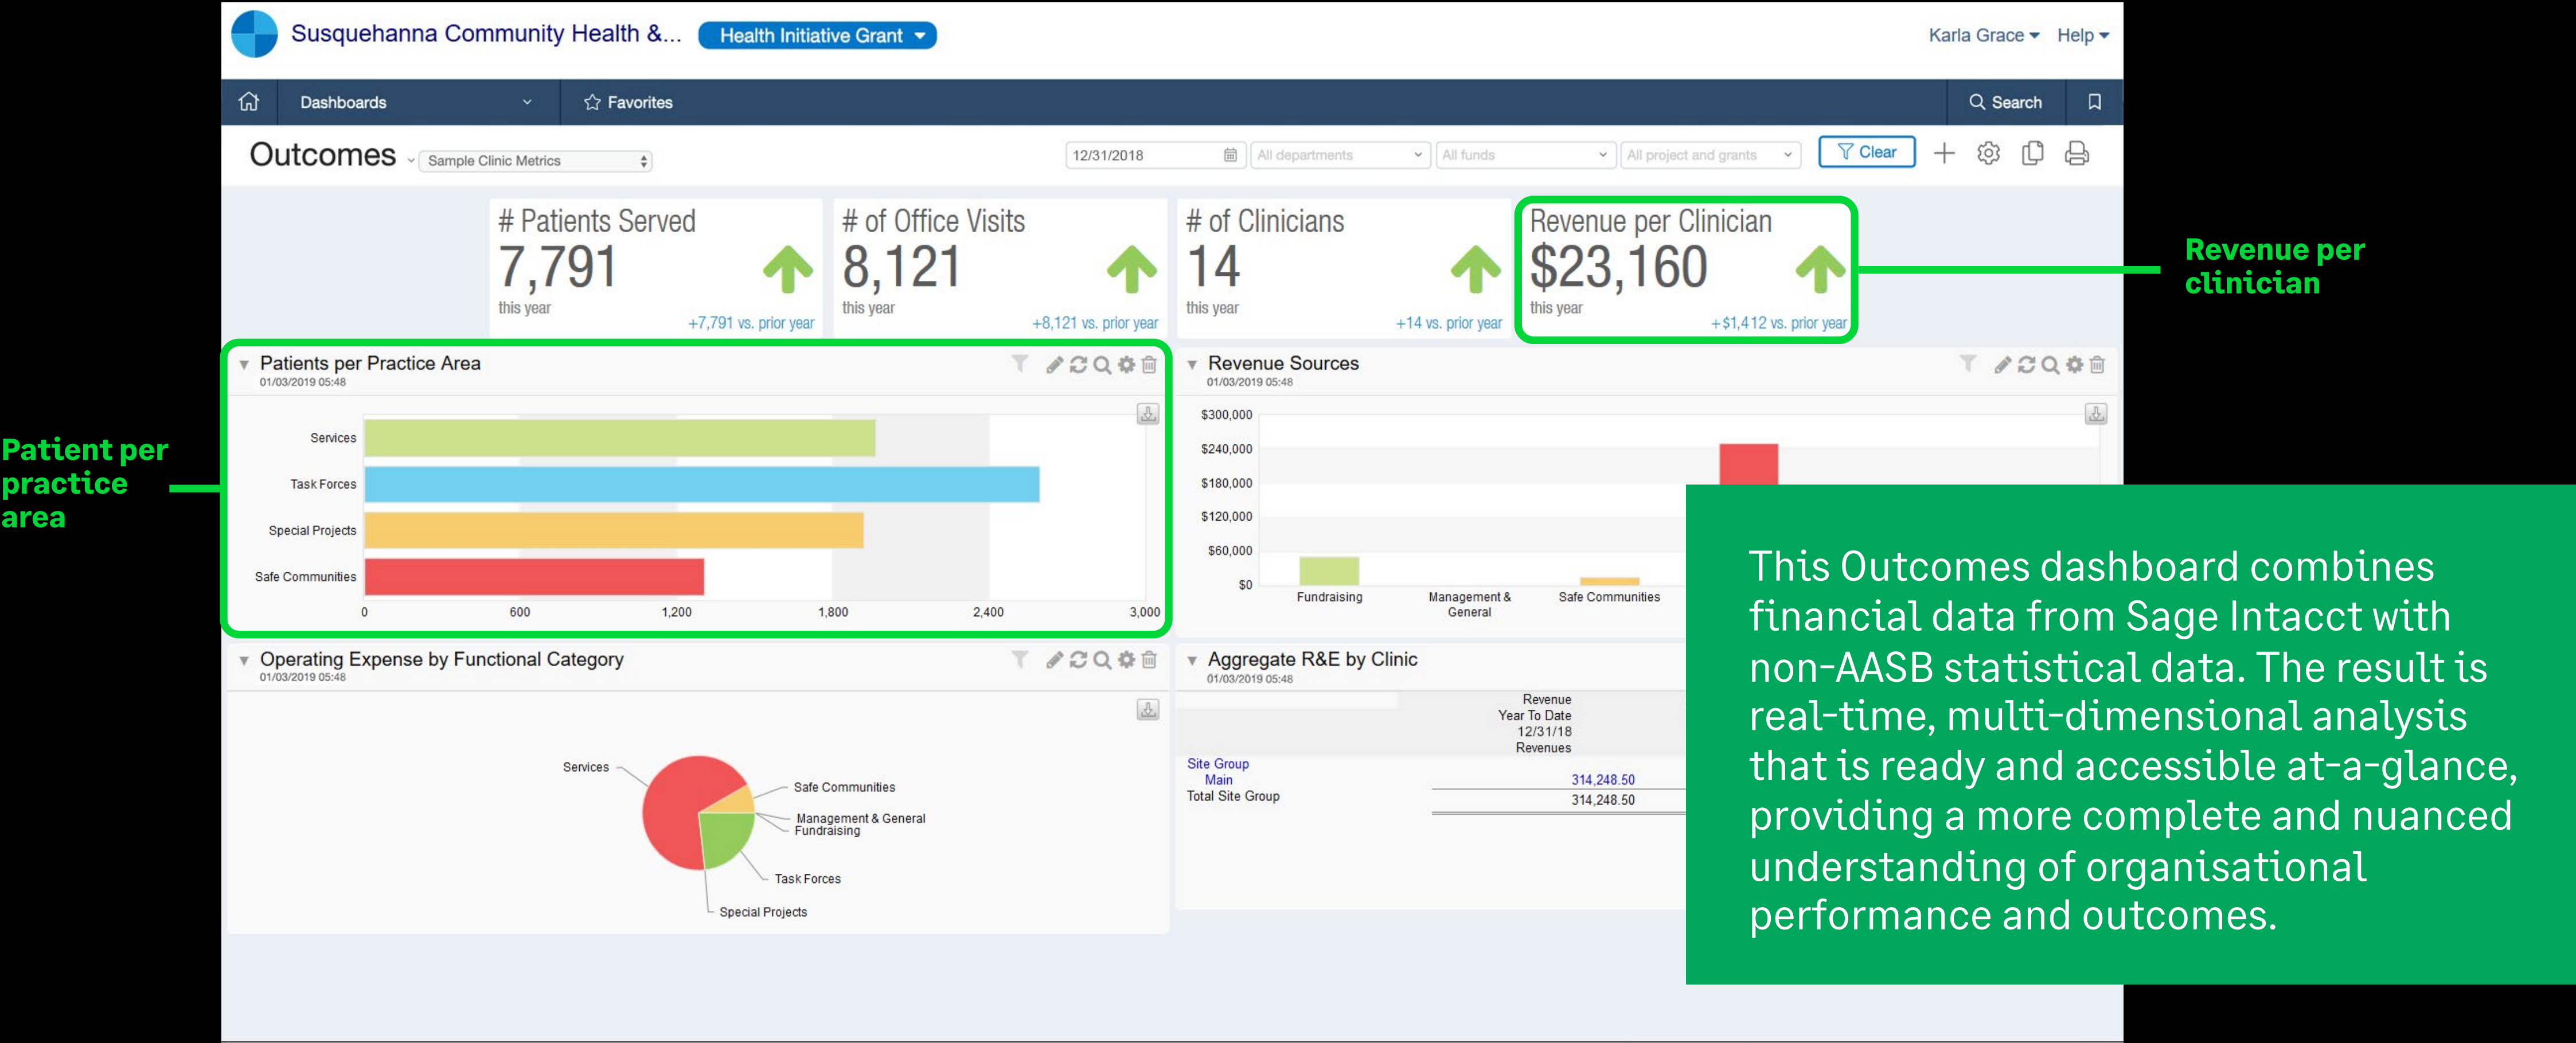 Susquehanna Community Health &...
Health Initiative Grant
Karla Grace
Help
Dashboards
Favorites
Search
Outcomes
Sample Clinic Metrics
12/31/2018
All departments
All funds
All project and grants
Clear
# Patients Served
7,791
this year
+7,791 vs. prior year
# of Office Visits
8,121
this year
+8,121 vs. prior year
# of Clinicians
14
this year
+14 vs. prior year
Revenue per Clinician
$23,160
this year
+$1,412 vs. prior year
Revenue per
clinician
Patient per
practice
area
Patients per Practice Area
01/03/2019 05:48
Services
Task Forces
Special Projects
Safe Communities
0
600
1,200
1,800
2,400
3,000
Revenue Sources
01/03/2019 05:48
$300,000
$240,000
$180,000
$120,000
$60,000
$0
Fundraising
Management &
General
Safe Communities
Operating Expense by Functional Category
01/03/2019 05:48
Services
Safe Communities
Management & General
Fundraising
Task Forces
Special Projects
Aggregate R&E by Clinic
01/03/2019 05:48
Revenue
Year To Date
12/31/18
Revenues
Site Group
Main 314,248.50
Total Site Group 314,248.50
This Outcomes dashboard combines
financial data from Sage Intacct with
non-AASB statistical data. The result is
real-time, multi-dimensional analysis
that is ready and accessible at-a-glance,
providing a more complete and nuanced
understanding of organisational
performance and outcomes.